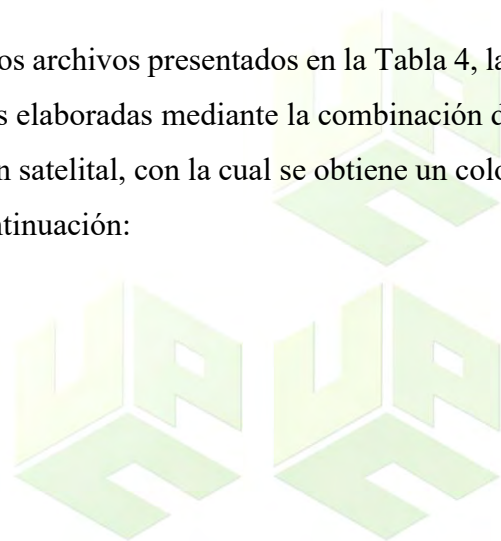 os archivos presentados en la Tabla 4, la
s elaboradas mediante la combinación d
n satelital, con la cual se obtiene un colo
ntinuación: